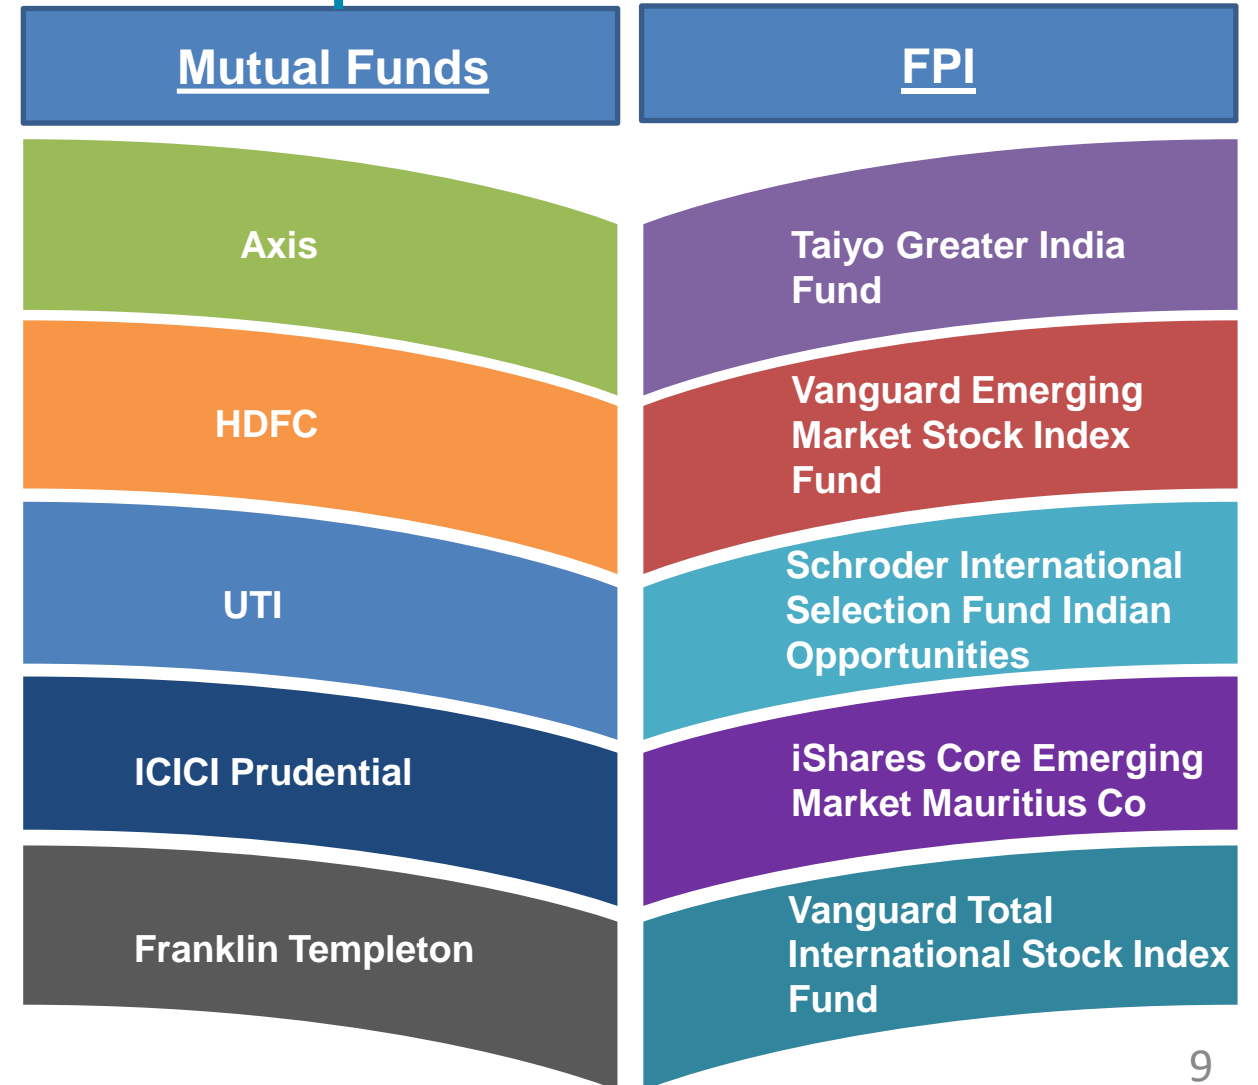 Mutual Funds
Axis
HDFC
UTI
ICICI Prudential
Franklin Templeton
FPI
Taiyo Greater India
Fund
Vanguard Emerging
Market Stock Index
Fund
Schroder International
Selection Fund Indian
Opportunities
iShares Core Emerging
Market Mauritius Co
Vanguard Total
International Stock Index
Fund
9